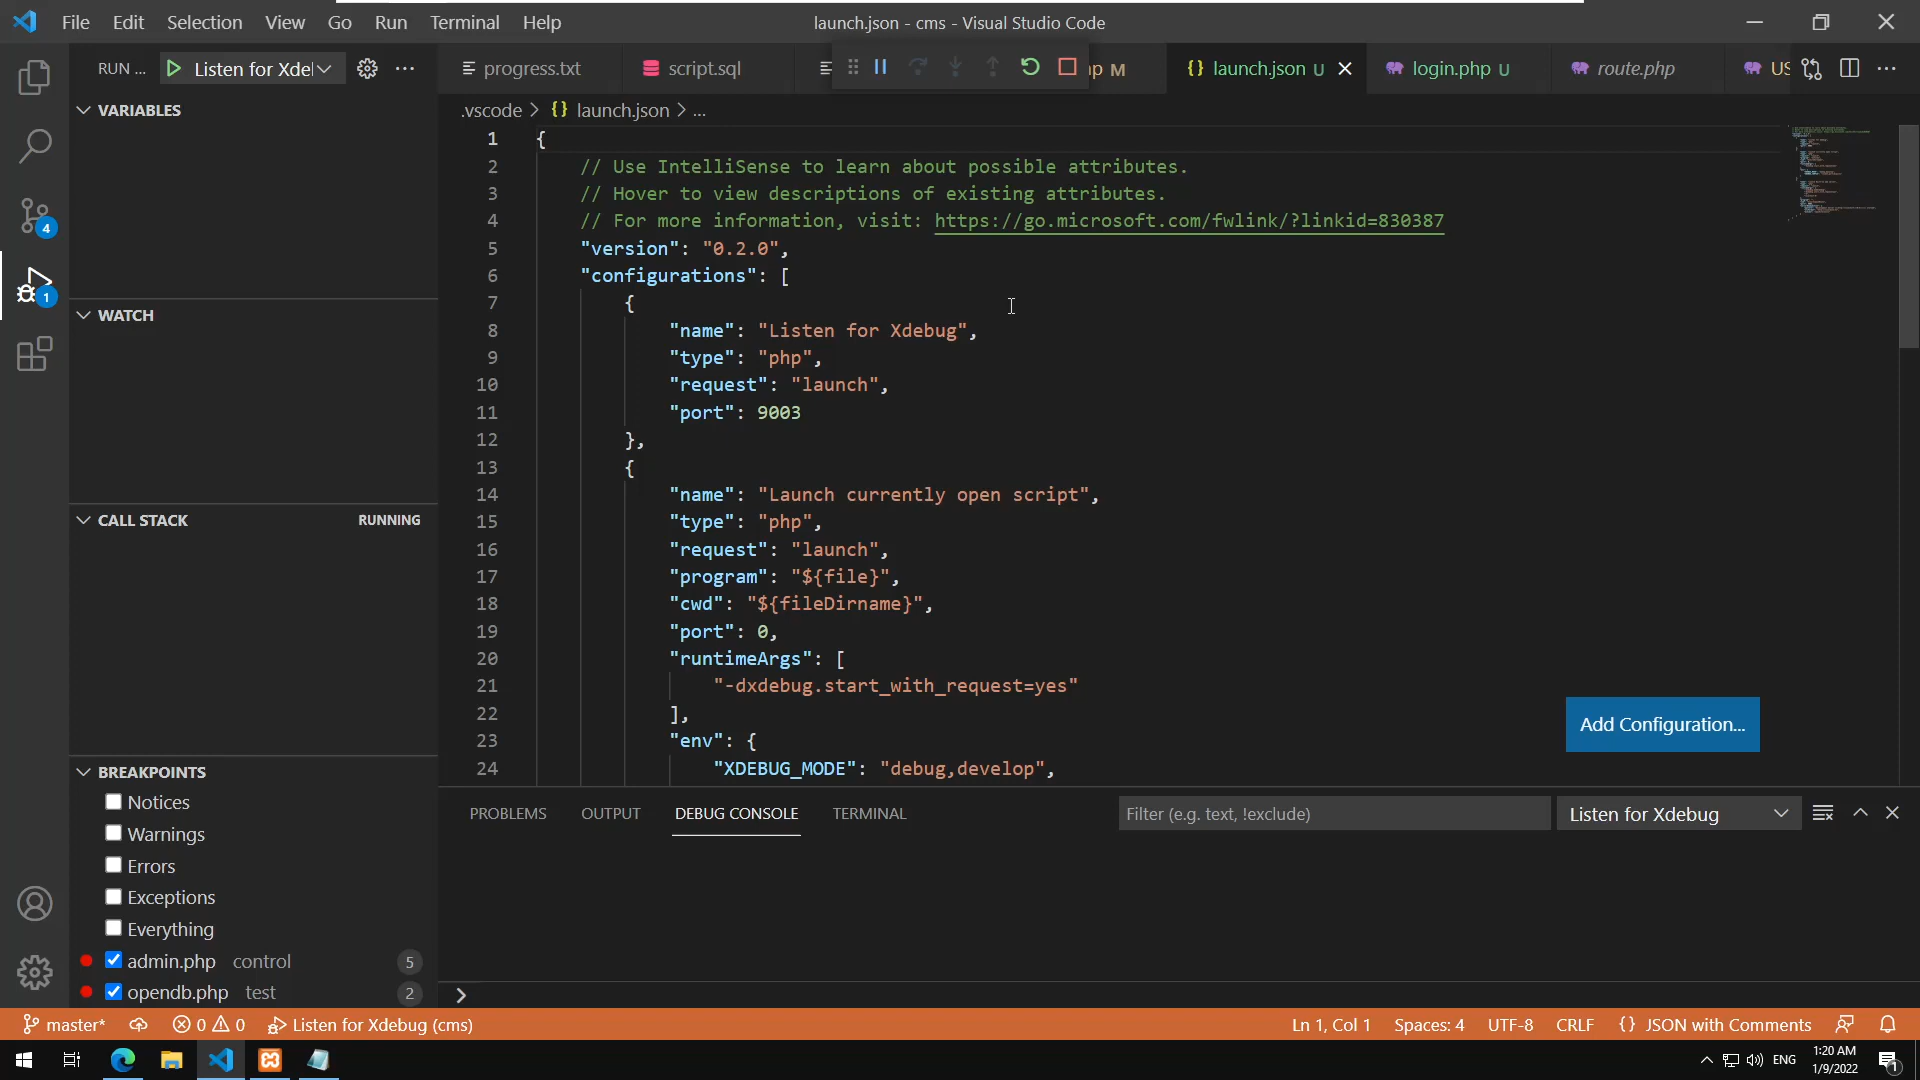 File Edit Selection View Go Run Terminal Help
launch.json - cms - Visual Studio Code
RUN ... Listen for Xde
progress.txt script.sql M launch.json U login.php U route.php US
VARIABLES
WATCH
CALL STACK RUNNING
BREAKPOINTS
Notices
Warnings
Errors
Exceptions
Everything
admin.php control 5
opendb.php test 2
4
1
.vscode > {} launch.json > ...
1 {
2 // Use IntelliSense to learn about possible attributes.
3 // Hover to view descriptions of existing attributes.
4 // For more information, visit: https://go.microsoft.com/fwlink/?linkid=830387
5 "version": "0.2.0",
6 "configurations": [
7 {
8 "name": "Listen for Xdebug",
9 "type": "php",
10 "request": "launch",
11 "port": 9003
12 },
13 {
14 "name": "Launch currently open script",
15 "type": "php",
16 "request": "launch",
17 "program": "${file}",
18 "cwd": "${fileDirname}",
19 "port": 0,
20 "runtimeArgs": [
21 "-dxdebug.start_with_request=yes"
22 ],
23 "env": {
24 "XDEBUG_MODE": "debug,develop",
Add Configuration...
PROBLEMS OUTPUT DEBUG CONSOLE TERMINAL
Filter (e.g. text, !exclude)
Listen for Xdebug
master* 0 0 Listen for Xdebug (cms)
Ln 1, Col 1 Spaces: 4 UTF-8 CRLF {} JSON with Comments
ENG
1:20 AM
1/9/2022
1